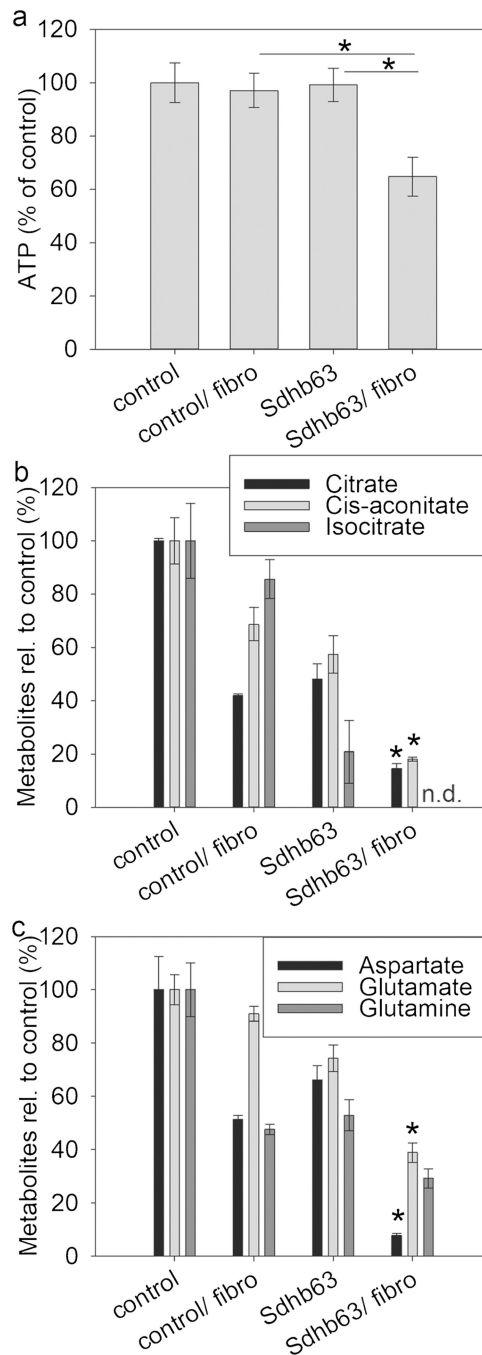 a
120
100
80
60
40
20
0
ATP (% of control)
*
*
control
control/ fibro
Sdhb63
Sdhb63/ fibro
b
Citrate
Cis-aconitate
Isocitrate
120
100
80
60
40
20
0
Metabolites rel. to control (%)
* *
n.d.
control
control/ fibro
Sdhb63
Sdhb63/ fibro
c
Aspartate
Glutamate
Glutamine
120
100
80
60
40
20
0
Metabolites rel. to control (%)
*
*
control
control/ fibro
Sdhb63
Sdhb63/ fibro